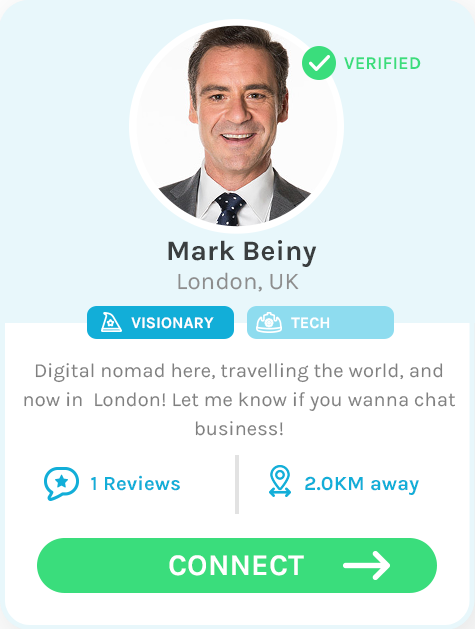 VERIFIED
Mark Beiny
London, UK
VISIONARY TECH
Digital nomad here, travelling the world, and
now in London! Let me know if you wanna chat
business!
1 Reviews 2.0KM away
CONNECT